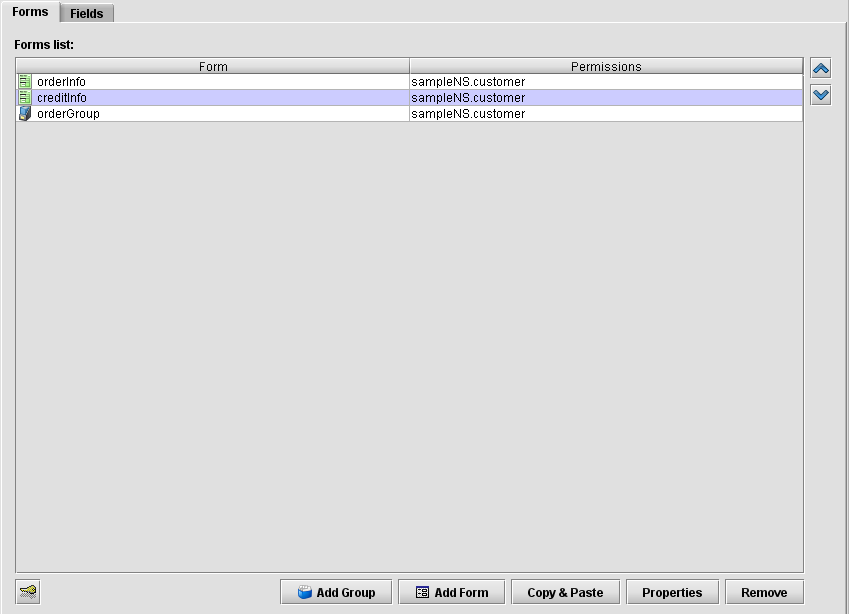 Forms Fields
Forms list:
Form Permissions
orderInfo sampleNS.customer
creditInfo sampleNS.customer
orderGroup sampleNS.customer
Add Group Add Form Copy & Paste Properties Remove